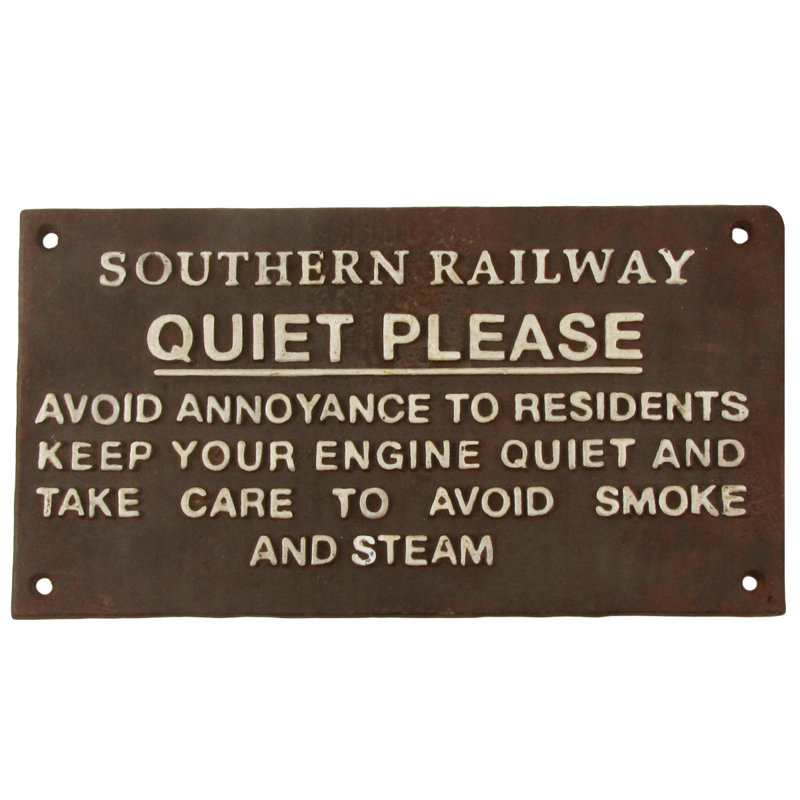 SOUTHERN RAILWAY
QUIET PLEASE
AVOID ANNOYANCE TO RESIDENTS
KEEP YOUR ENGINE QUIET AND
TAKE CARE TO AVOID SMOKE
AND STEAM